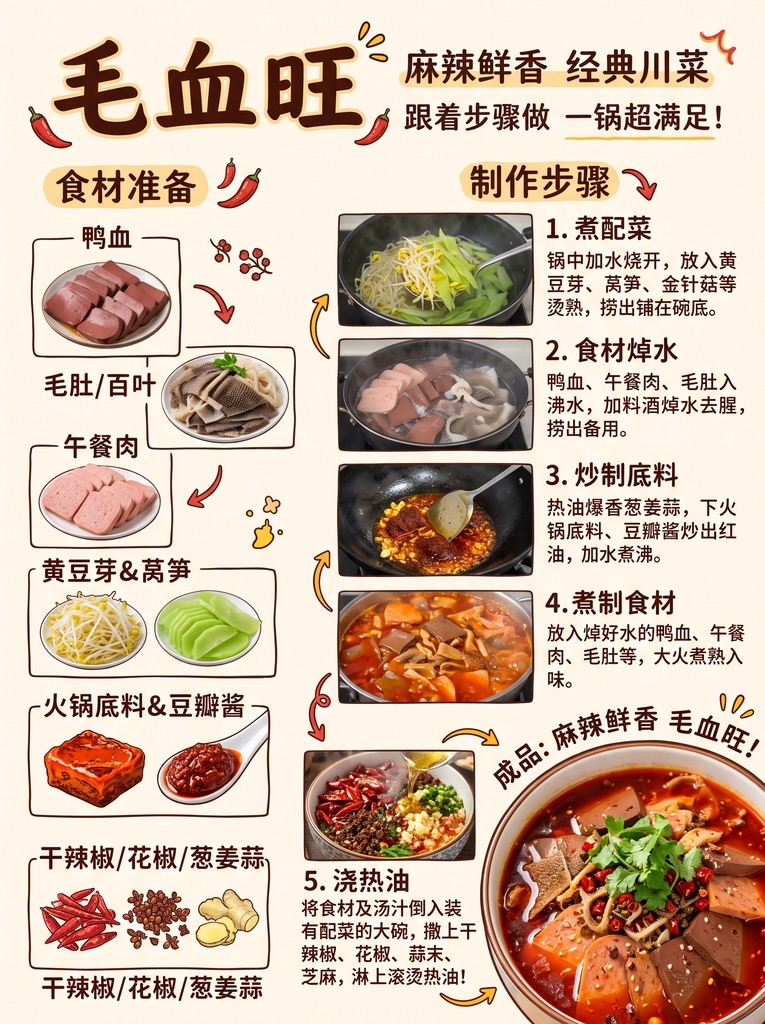 毛血旺
麻辣鲜香 经典川菜
跟着步骤做 一锅超满足!
食材准备
鸭血
毛肚/百叶
午餐肉
黄豆芽&莴笋
火锅底料&豆瓣酱
干辣椒/花椒/葱姜蒜
干辣椒/花椒/葱姜蒜
制作步骤
1. 煮配菜
锅中加水烧开，放入黄
豆芽、莴笋、金针菇等
烫熟，捞出铺在碗底。
2. 食材焯水
鸭血、午餐肉、毛肚入
沸水，加料酒焯水去腥，
捞出备用。
3. 炒制底料
热油爆香葱姜蒜，下火
锅底料、豆瓣酱炒出红
油，加水煮沸。
4.煮制食材
放入焯好水的鸭血、午餐
肉、毛肚等，大火煮熟入
味。
5. 浇热油
将食材及汤汁倒入装
有配菜的大碗，撒上干
辣椒、花椒、蒜末、
芝麻，淋上滚烫热油!
成品: 麻辣鲜香 毛血旺!